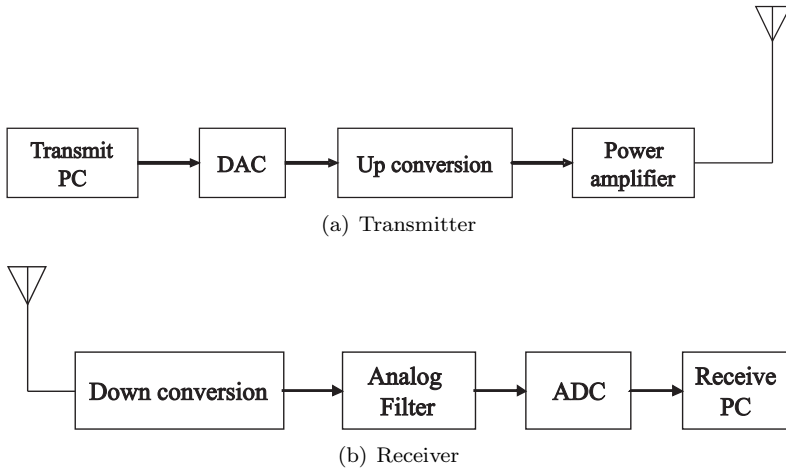 Transmit
PC
DAC
Up conversion
Power
amplifier
(a) Transmitter
Down conversion
Analog
Filter
ADC
Receive
PC
(b) Receiver